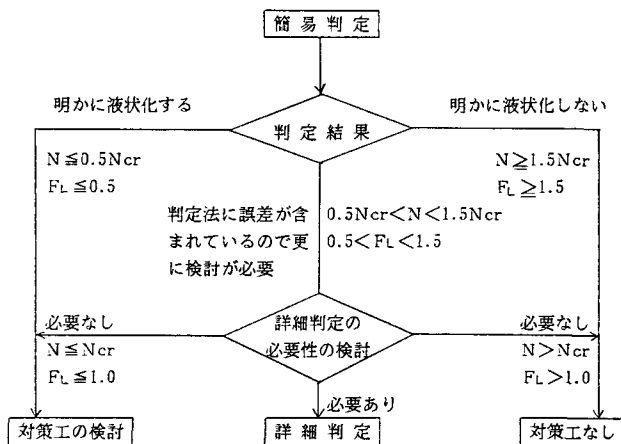 簡易判定
明かに液状化する
明かに液状化しない
判定結果
N≦0.5Ncr
FL≦0.5
N≧1.5Ncr
FL≧1.5
判定法に誤差が含
まれているので更
に検討が必要
0.5Ncr<N<1.5Ncr
0.5<FL<1.5
必要なし
詳細判定の
必要性の検討
必要なし
N≦Ncr
FL≦1.0
N>Ncr
FL>1.0
必要あり
対策工の検討
詳細判定
対策工なし